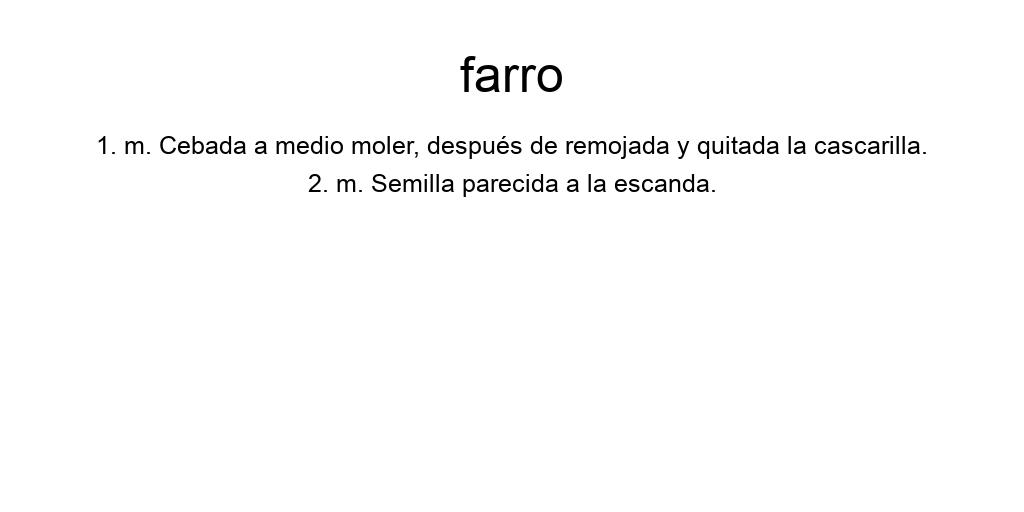 farro
1. m. Cebada a medio moler, después de remojada y quitada la cascarilla.
2. m. Semilla parecida a la escanda.